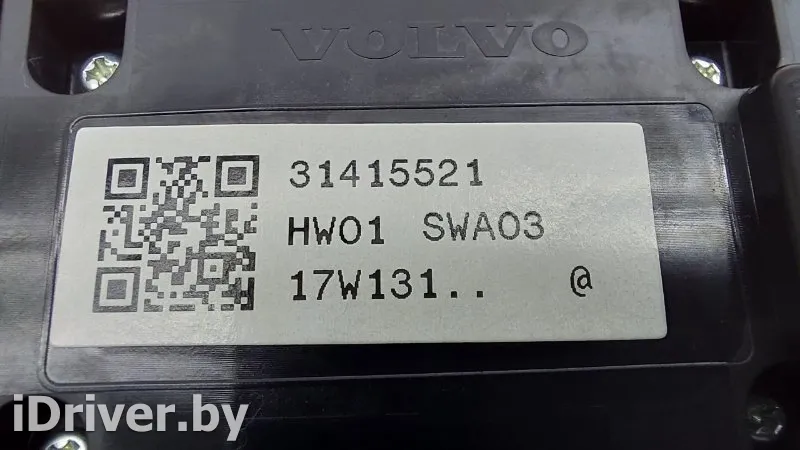 VOLVO
31415521
HW01 SWA03
17W131.. @
iDriver.by